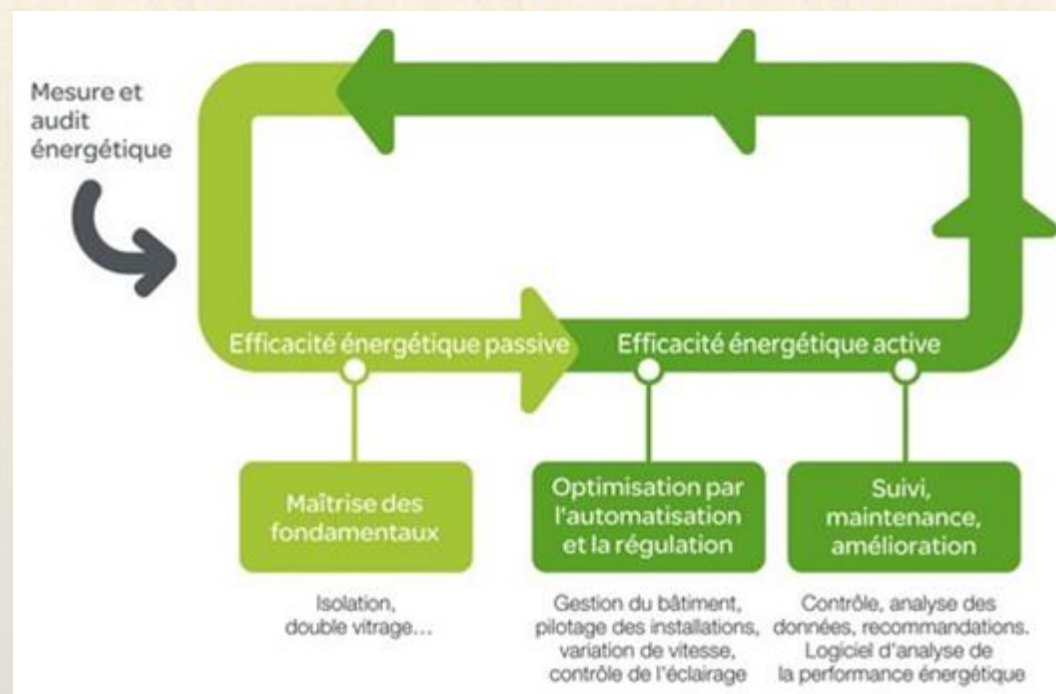 Mesure et
audit
énergétique
Efficacité énergétique passive
Efficacité énergétique active
Maîtrise des
fondamentaux
Isolation,
double vitrage...
Optimisation par
l'automatisation
et la régulation
Gestion du bâtiment,
pilotage des installations,
variation de vitesse,
contrôle de l'éclairage
Suivi,
maintenance,
amélioration
Contrôle, analyse des
données, recommandations.
Logiciel d'analyse de
la performance énergétique